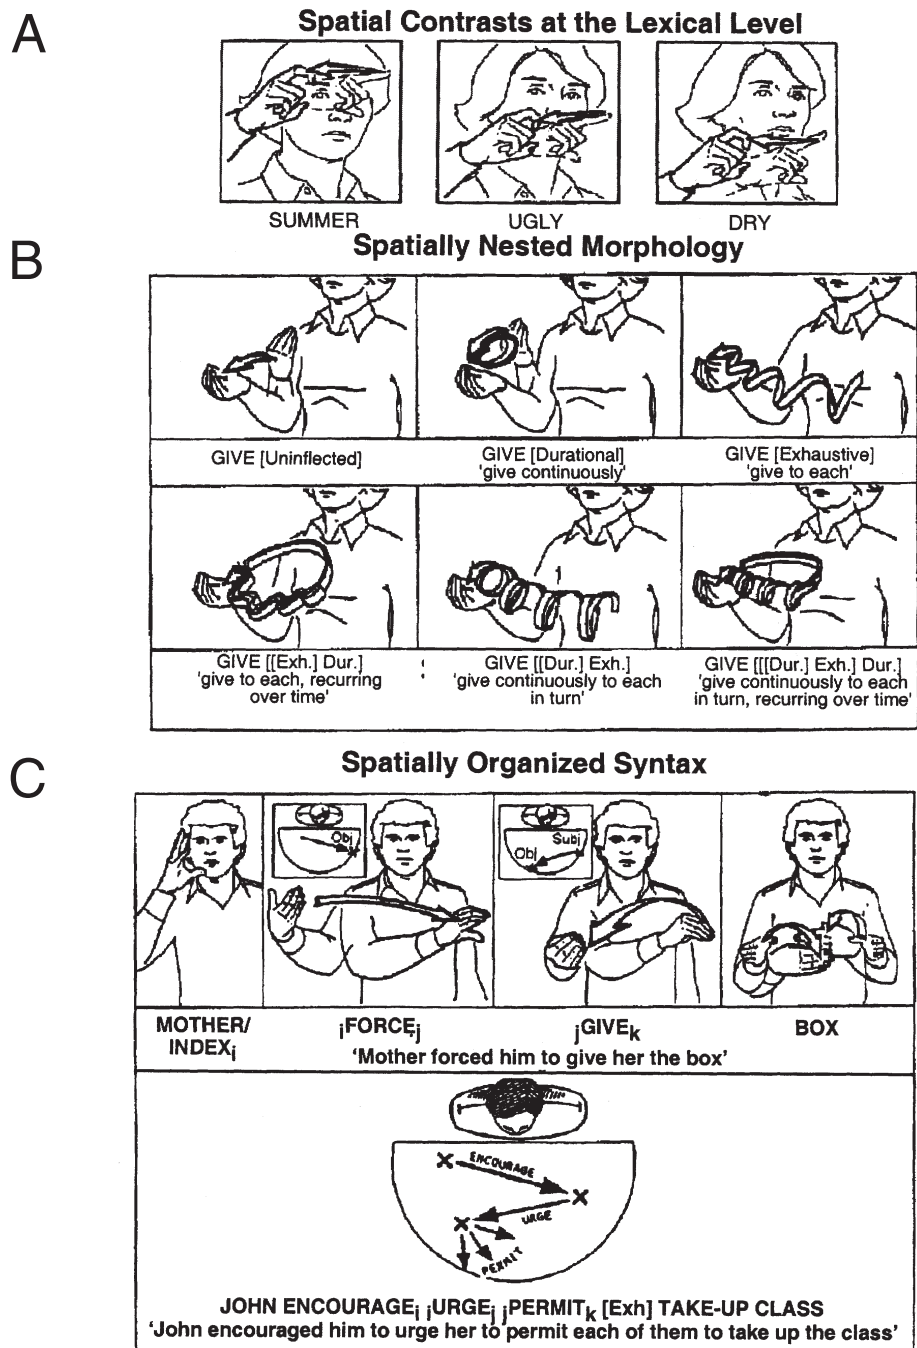 A
Spatial Contrasts at the Lexical Level
SUMMER
UGLY
DRY
B
Spatially Nested Morphology
GIVE [Uninflected]
GIVE [Durational]
'give continuously'
GIVE [Exhaustive]
'give to each'
GIVE [[Exh.] Dur.]
'give to each, recurring
over time'
GIVE [[Dur.] Exh.]
'give continuously to each
in turn'
GIVE [[[Dur.] Exh.] Dur.]
'give continuously to each
in turn, recurring over time'
C
Spatially Organized Syntax
Obj
Subj
Obj
MOTHER/
INDEXi
iFORCEj
jGIVEk
BOX
'Mother forced him to give her the box'
ENCOURAGE
URGE
PERMIT
JOHN ENCOURAGEi iURGEj jPERMITk [Exh] TAKE-UP CLASS
'John encouraged him to urge her to permit each of them to take up the class'